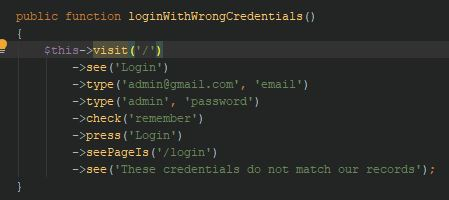 public function loginWithWrongCredentials()
{
    $this->visit('/')
        ->see('Login')
        ->type('admin@gmail.com', 'email')
        ->type('admin', 'password')
        ->check('remember')
        ->press('Login')
        ->seePageIs('/login')
        ->see('These credentials do not match our records');
}